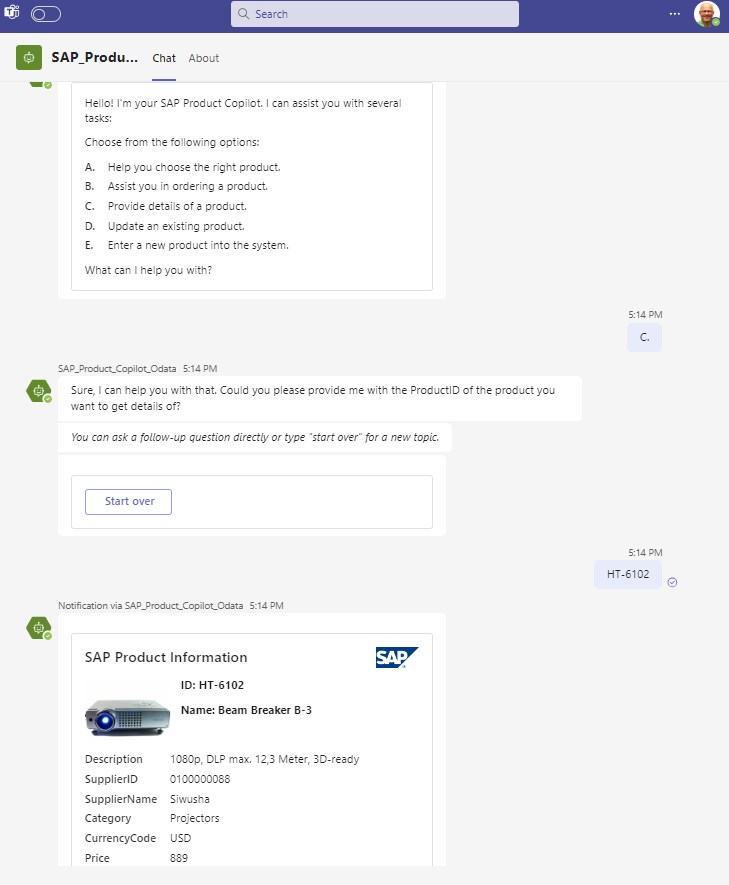 Search
...
SAP_Produ...
Chat
About
Hello! I'm your SAP Product Copilot. I can assist you with several
tasks:
Choose from the following options:
A. Help you choose the right product.
B. Assist you in ordering a product.
C. Provide details of a product.
D. Update an existing product.
E. Enter a new product into the system.
What can I help you with?
5:14 PM
C.
SAP_Product_Copilot_Odata 5:14 PM
Sure, I can help you with that. Could you please provide me with the ProductID of the product you
want to get details of?
You can ask a follow-up question directly or type "start over" for a new topic.
Start over
5:14 PM
HT-6102
Notification via SAP_Product_Copilot_Odata 5:14 PM
SAP Product Information
SAP
ID: HT-6102
Name: Beam Breaker B-3
Description 1080p, DLP max. 12,3 Meter, 3D-ready
SupplierID 0100000088
SupplierName Siwusha
Category Projectors
CurrencyCode USD
Price 889